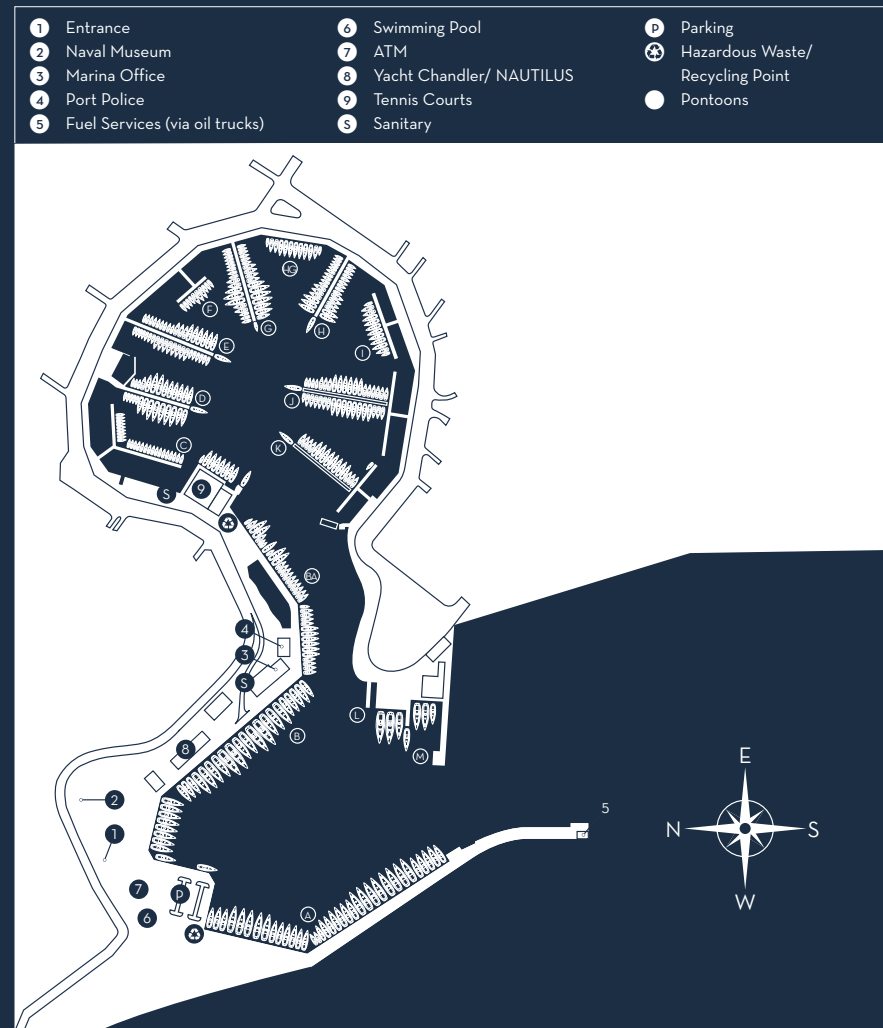 1 Entrance
2 Naval Museum
3 Marina Office
4 Port Police
5 Fuel Services (via oil trucks)
6 Swimming Pool
7 ATM
8 Yacht Chandler/ NAUTILUS
9 Tennis Courts
S Sanitary
P Parking
Hazardous Waste/
Recycling Point
Pontoons
HG
F
G
H
E
I
D
J
C
K
S
9
BA
4
3
S
L
B
8
M
E
2
5
1
N
S
7
P
W
6
A